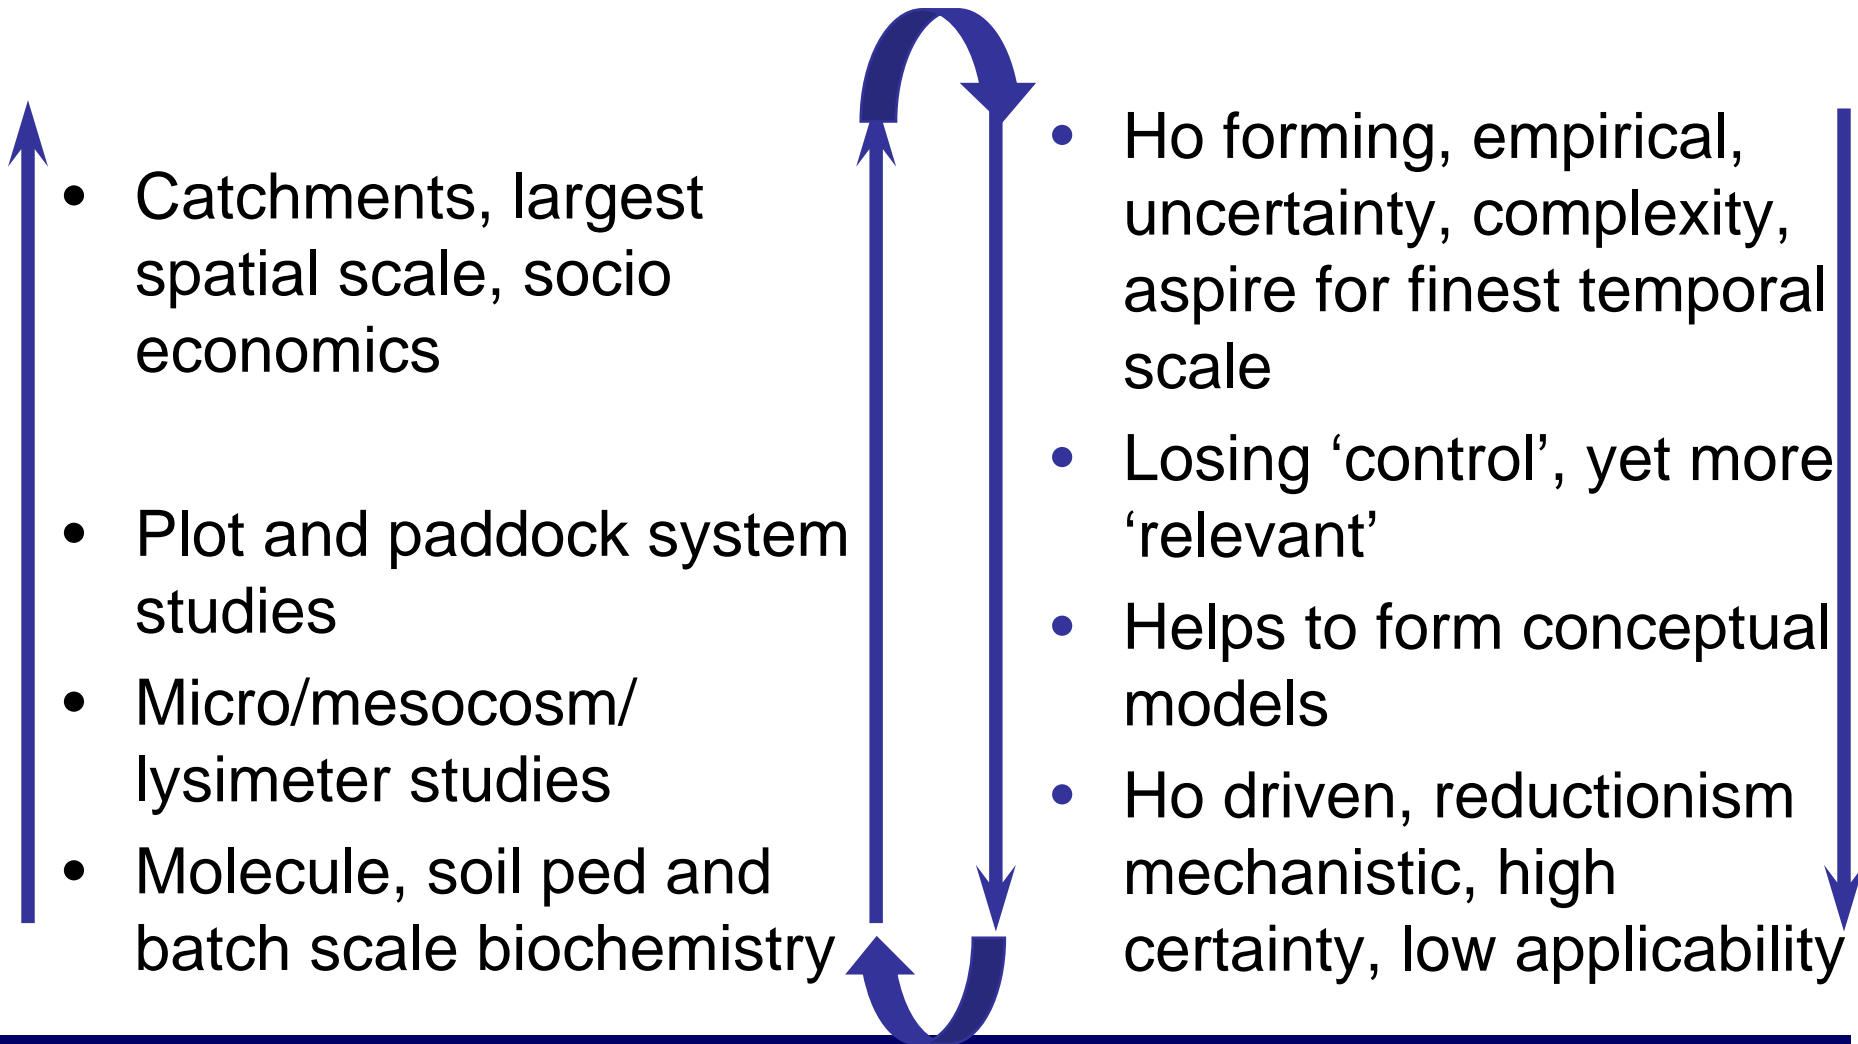 • Catchments, largest
spatial scale, socio
economics
• Plot and paddock system
studies
• Micro/mesocosm/
lysimeter studies
• Molecule, soil ped and
batch scale biochemistry
• Ho forming, empirical,
uncertainty, complexity,
aspire for finest temporal
scale
• Losing ‘control’, yet more
‘relevant’
• Helps to form conceptual
models
• Ho driven, reductionism
mechanistic, high
certainty, low applicability